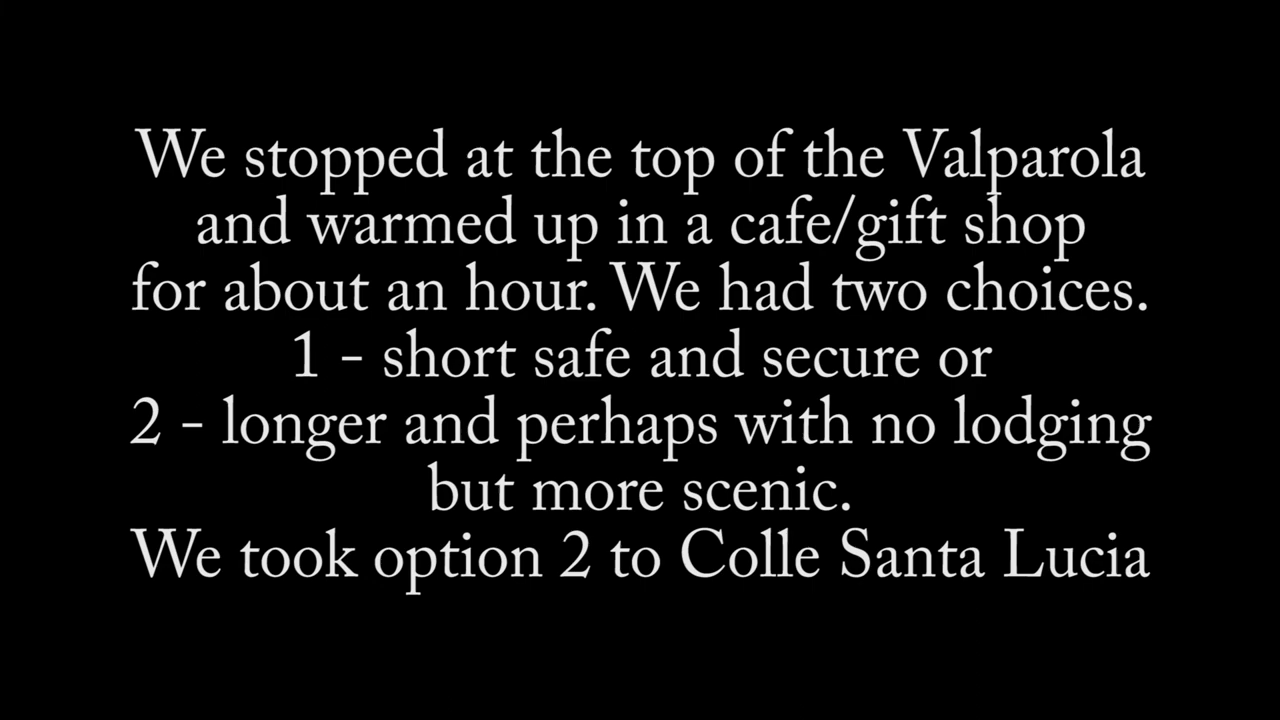 We stopped at the top of the Valparola
and warmed up in a cafe/gift shop
for about an hour. We had two choices.
1 - short safe and secure or
2 - longer and perhaps with no lodging
but more scenic.
We took option 2 to Colle Santa Lucia